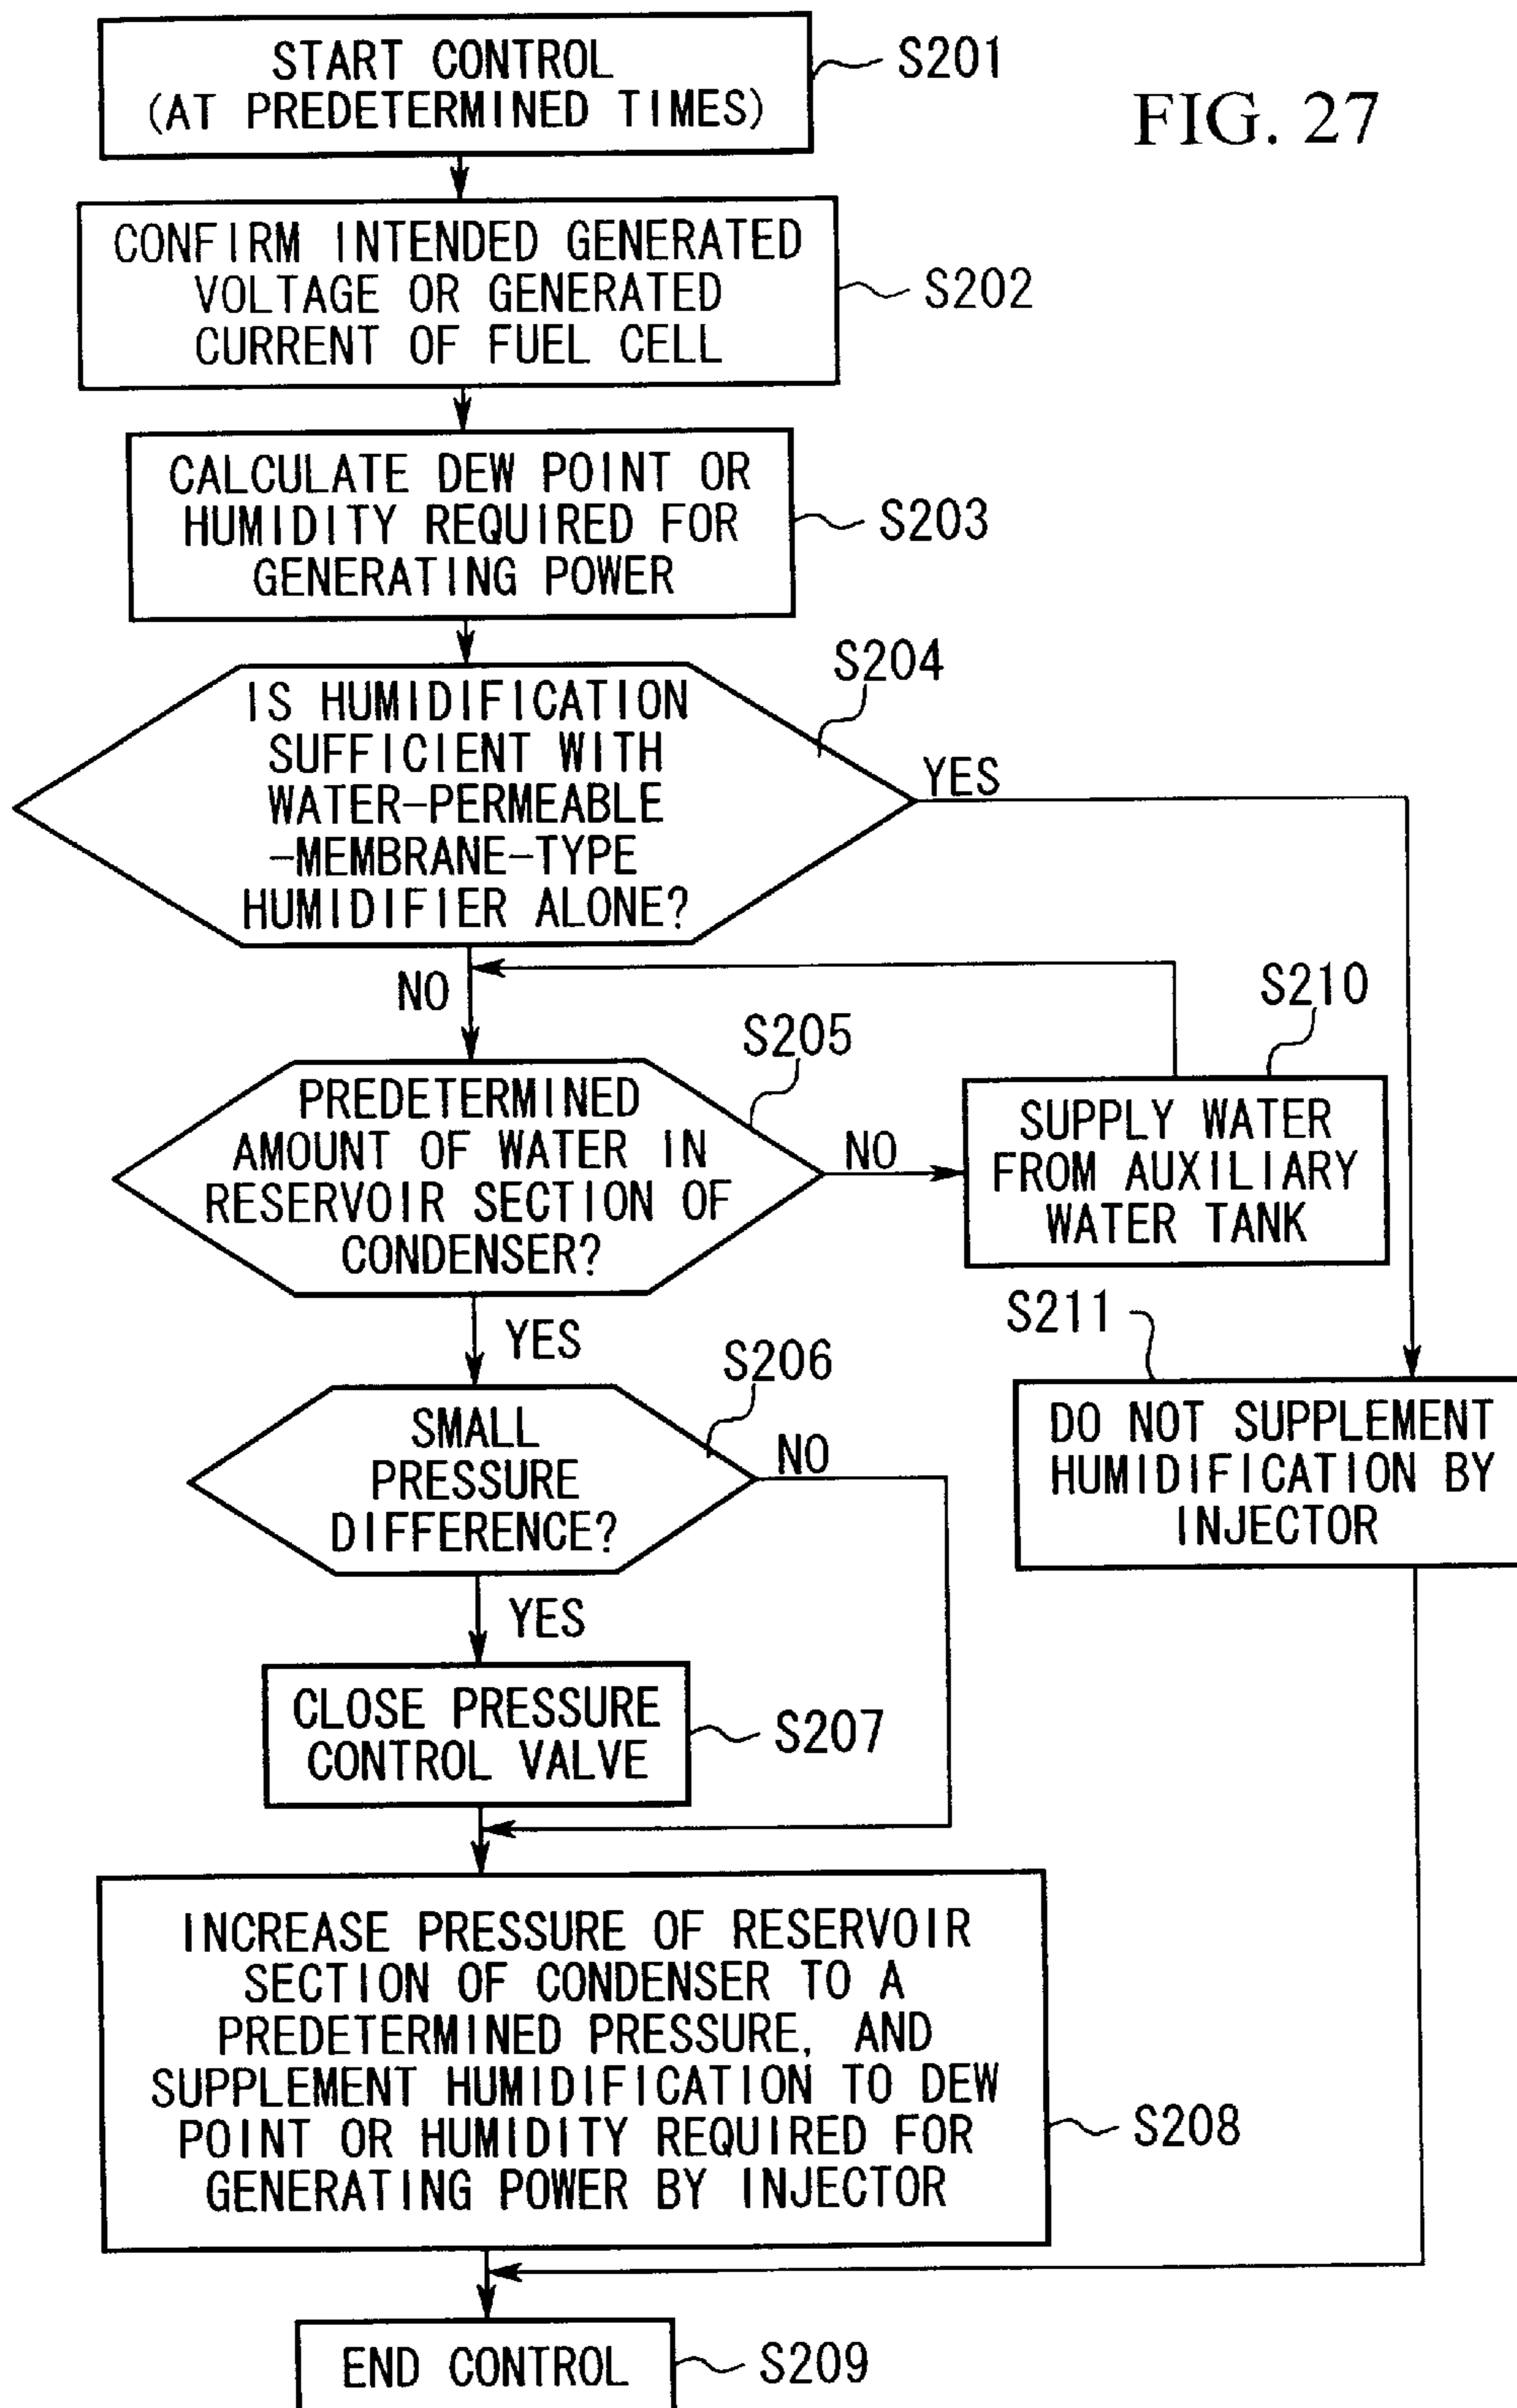 START CONTROL
(AT PREDETERMINED TIMES)
S201
FIG. 27
CONFIRM INTENDED GENERATED
VOLTAGE OR GENERATED
CURRENT OF FUEL CELL
S202
CALCULATE DEW POINT OR
HUMIDITY REQUIRED FOR
GENERATING POWER
S203
IS HUMIDIFICATION
SUFFICIENT WITH
WATER-PERMEABLE
-MEMBRANE-TYPE
HUMIDIFIER ALONE?
S204
YES
NO
PREDETERMINED
AMOUNT OF WATER IN
RESERVOIR SECTION OF
CONDENSER?
S205
NO
S210
SUPPLY WATER
FROM AUXILIARY
WATER TANK
YES
S211
DO NOT SUPPLEMENT
HUMIDIFICATION BY
INJECTOR
SMALL
PRESSURE
DIFFERENCE?
S206
NO
YES
CLOSE PRESSURE
CONTROL VALVE
S207
INCREASE PRESSURE OF RESERVOIR
SECTION OF CONDENSER TO A
PREDETERMINED PRESSURE, AND
SUPPLEMENT HUMIDIFICATION TO DEW
POINT OR HUMIDITY REQUIRED FOR
GENERATING POWER BY INJECTOR
S208
END CONTROL
S209